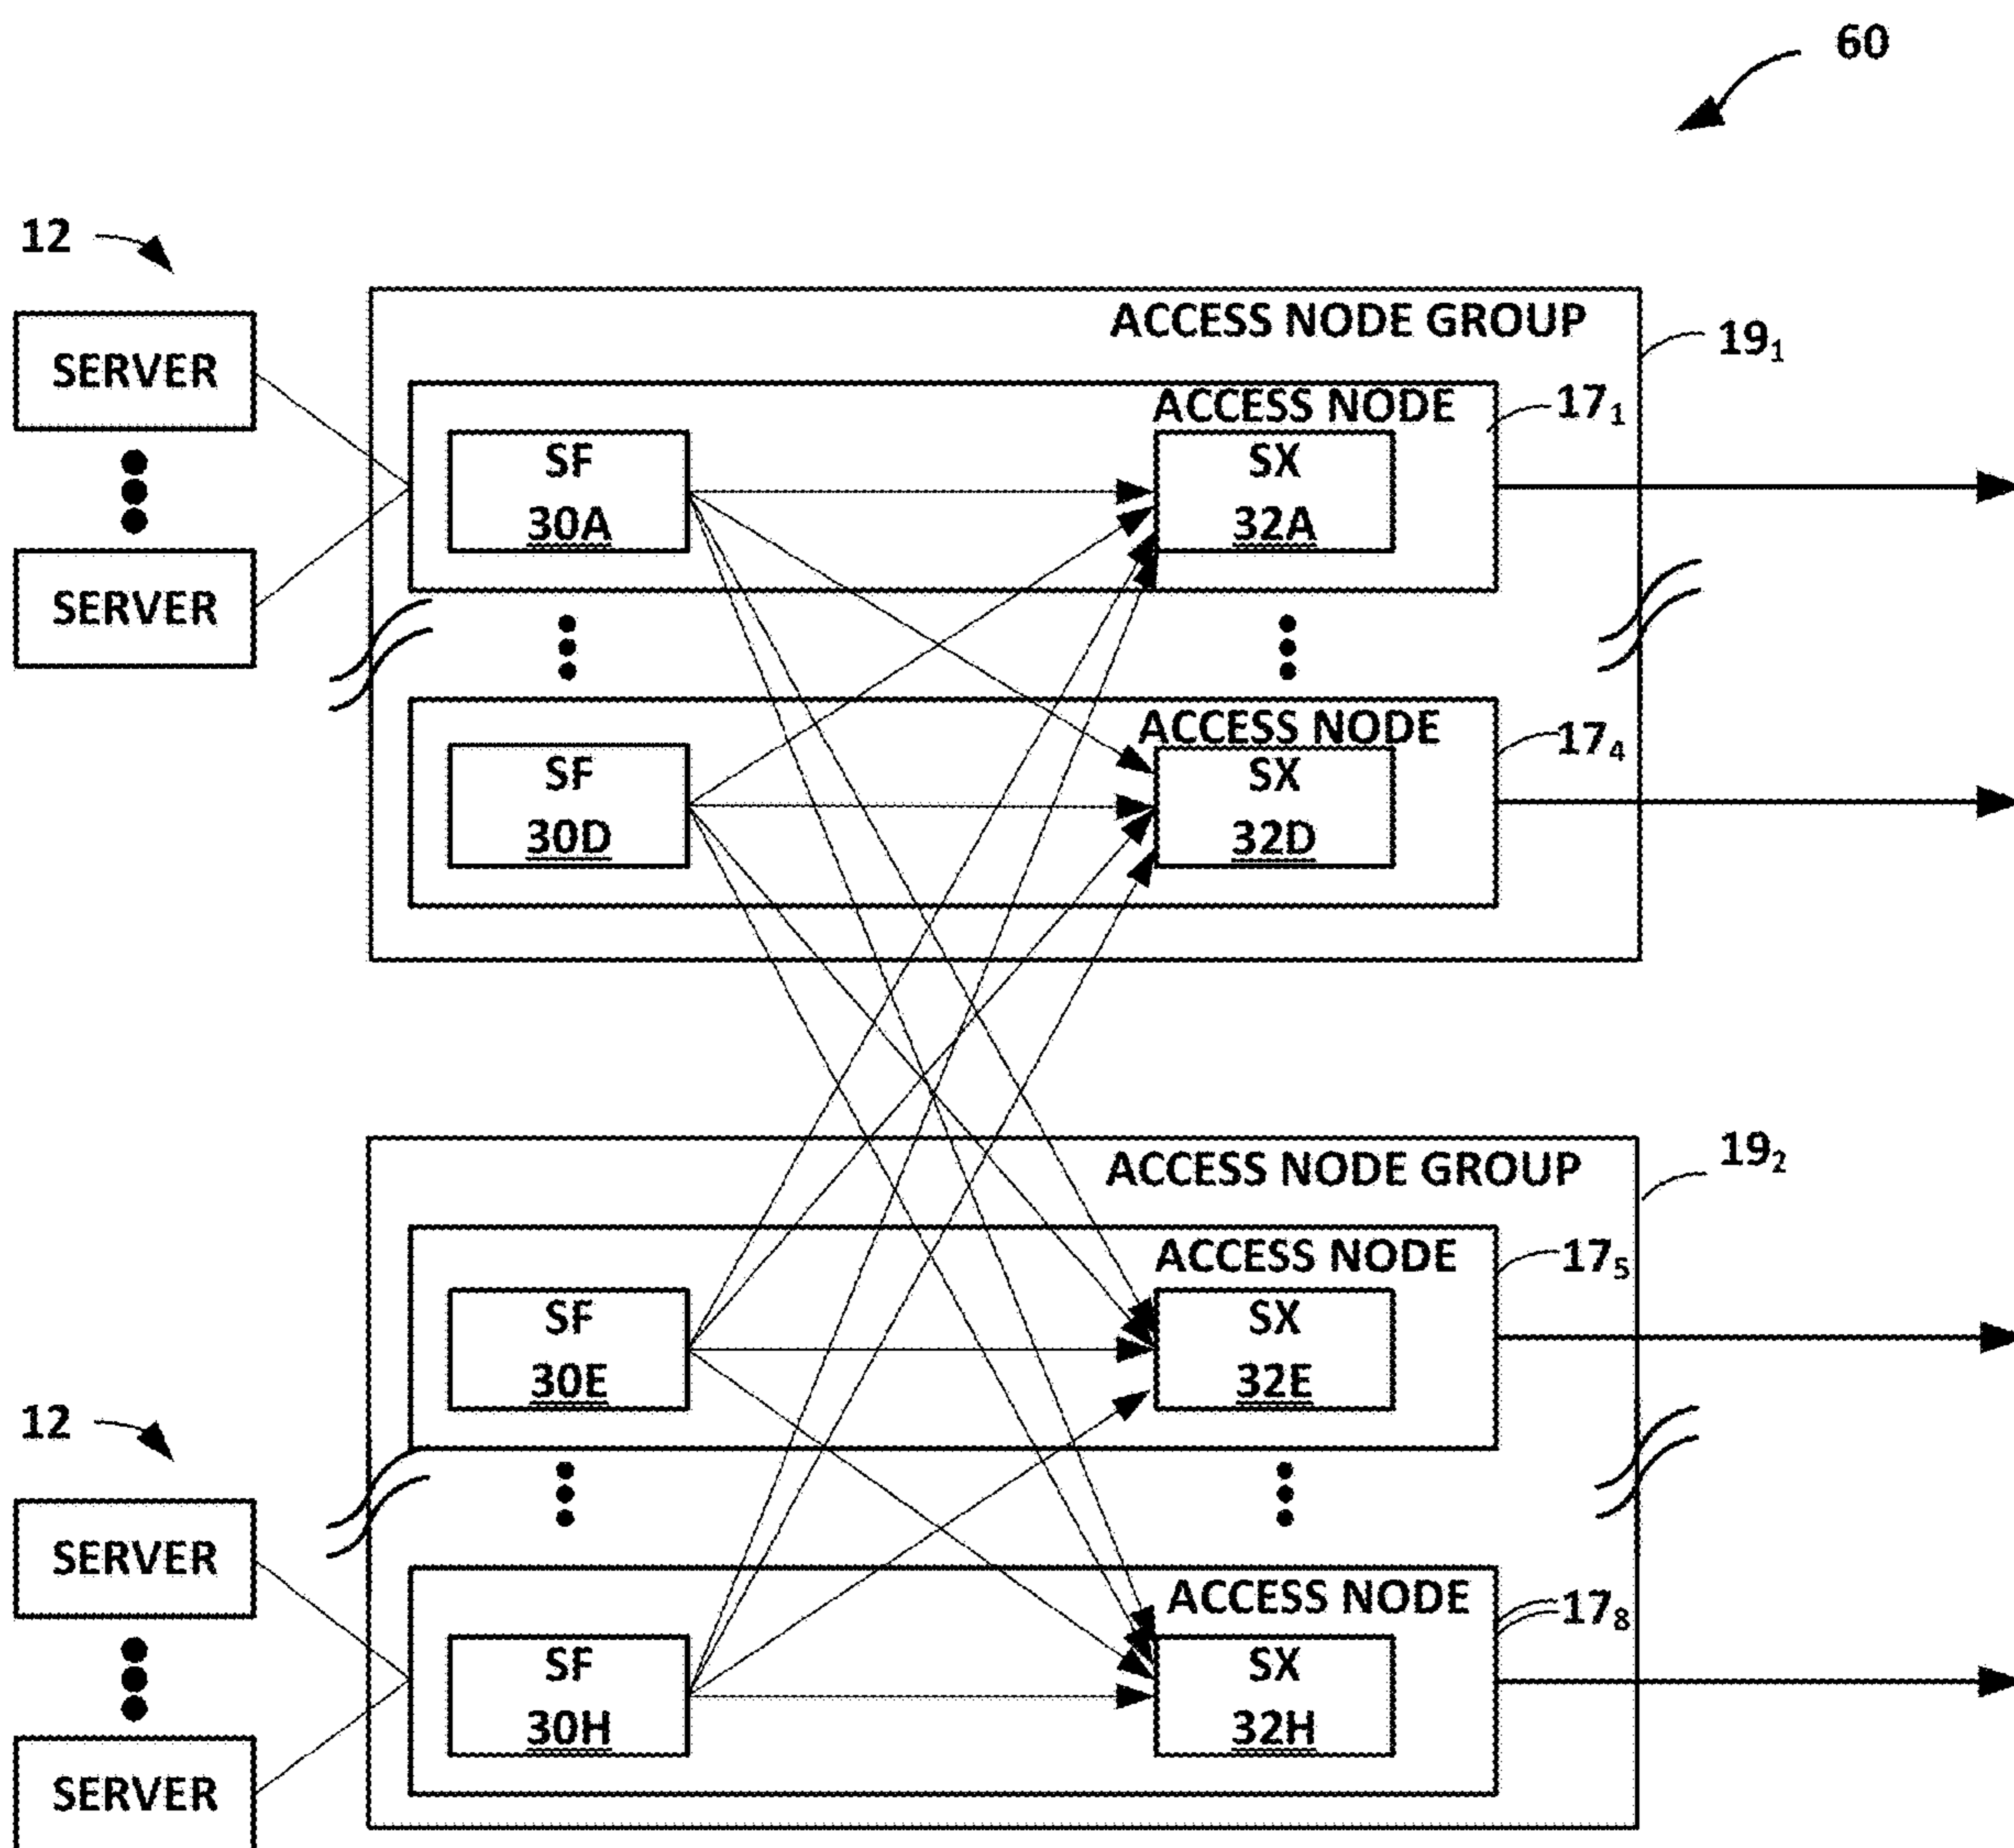 60
12
ACCESS NODE GROUP
19₁
SERVER
ACCESS NODE
17₁
SF
30A
SX
32A
SERVER
ACCESS NODE
17₄
SF
30D
SX
32D
ACCESS NODE GROUP
19₂
ACCESS NODE
17₅
SF
30E
SX
32E
12
SERVER
ACCESS NODE
17₈
SF
30H
SX
32H
SERVER